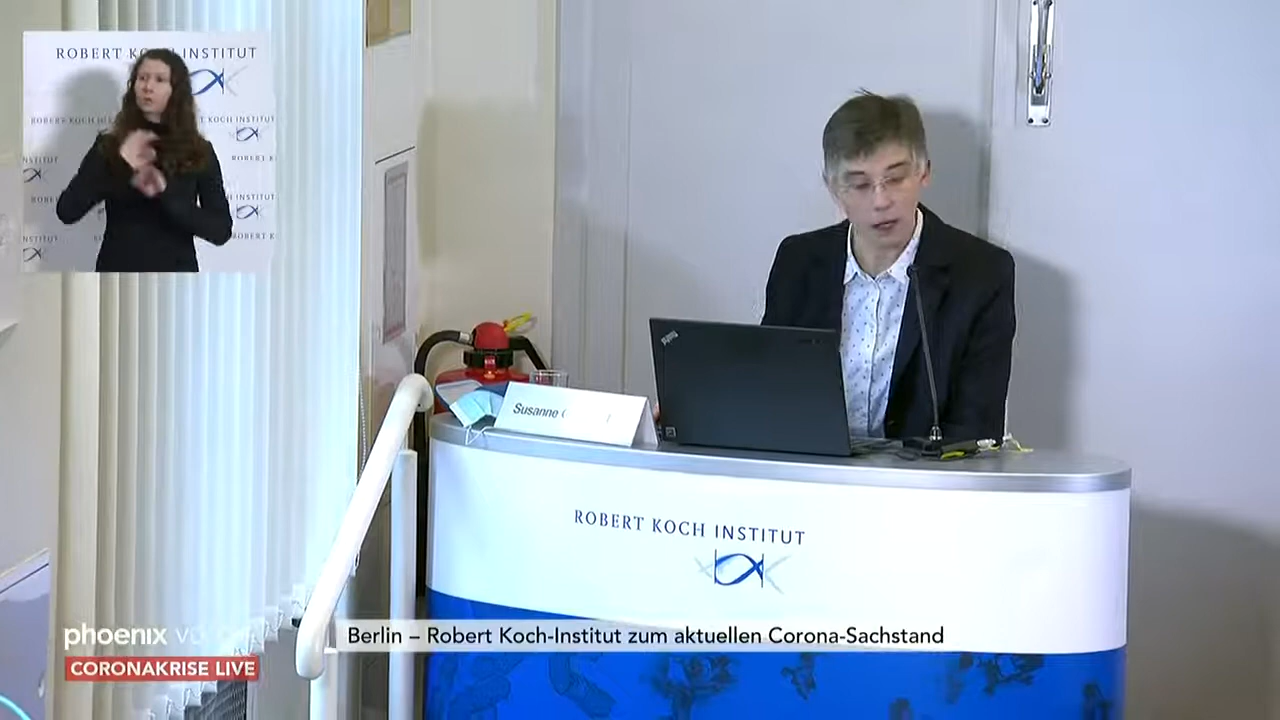 ROBERT KOCH INSTITUT
Susanne
ROBERT KOCH INSTITUT
phoenix
Berlin – Robert Koch-Institut zum aktuellen Corona-Sachstand
CORONAKRISE LIVE